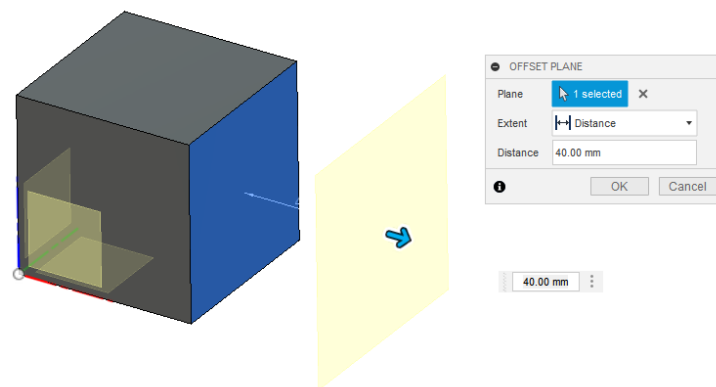 OFFSET PLANE
Plane 1 selected
Extent Distance
Distance 40.00 mm
OK Cancel
40.00 mm